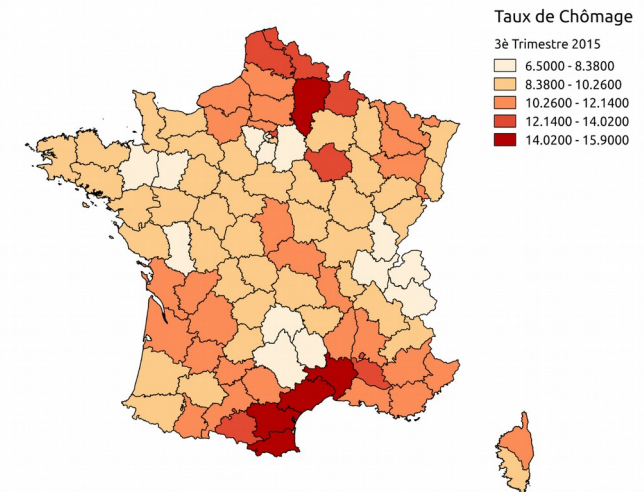 Taux de Chômage
3è Trimestre 2015
6.5000 - 8.3800
8.3800 - 10.2600
10.2600 - 12.1400
12.1400 - 14.0200
14.0200 - 15.9000